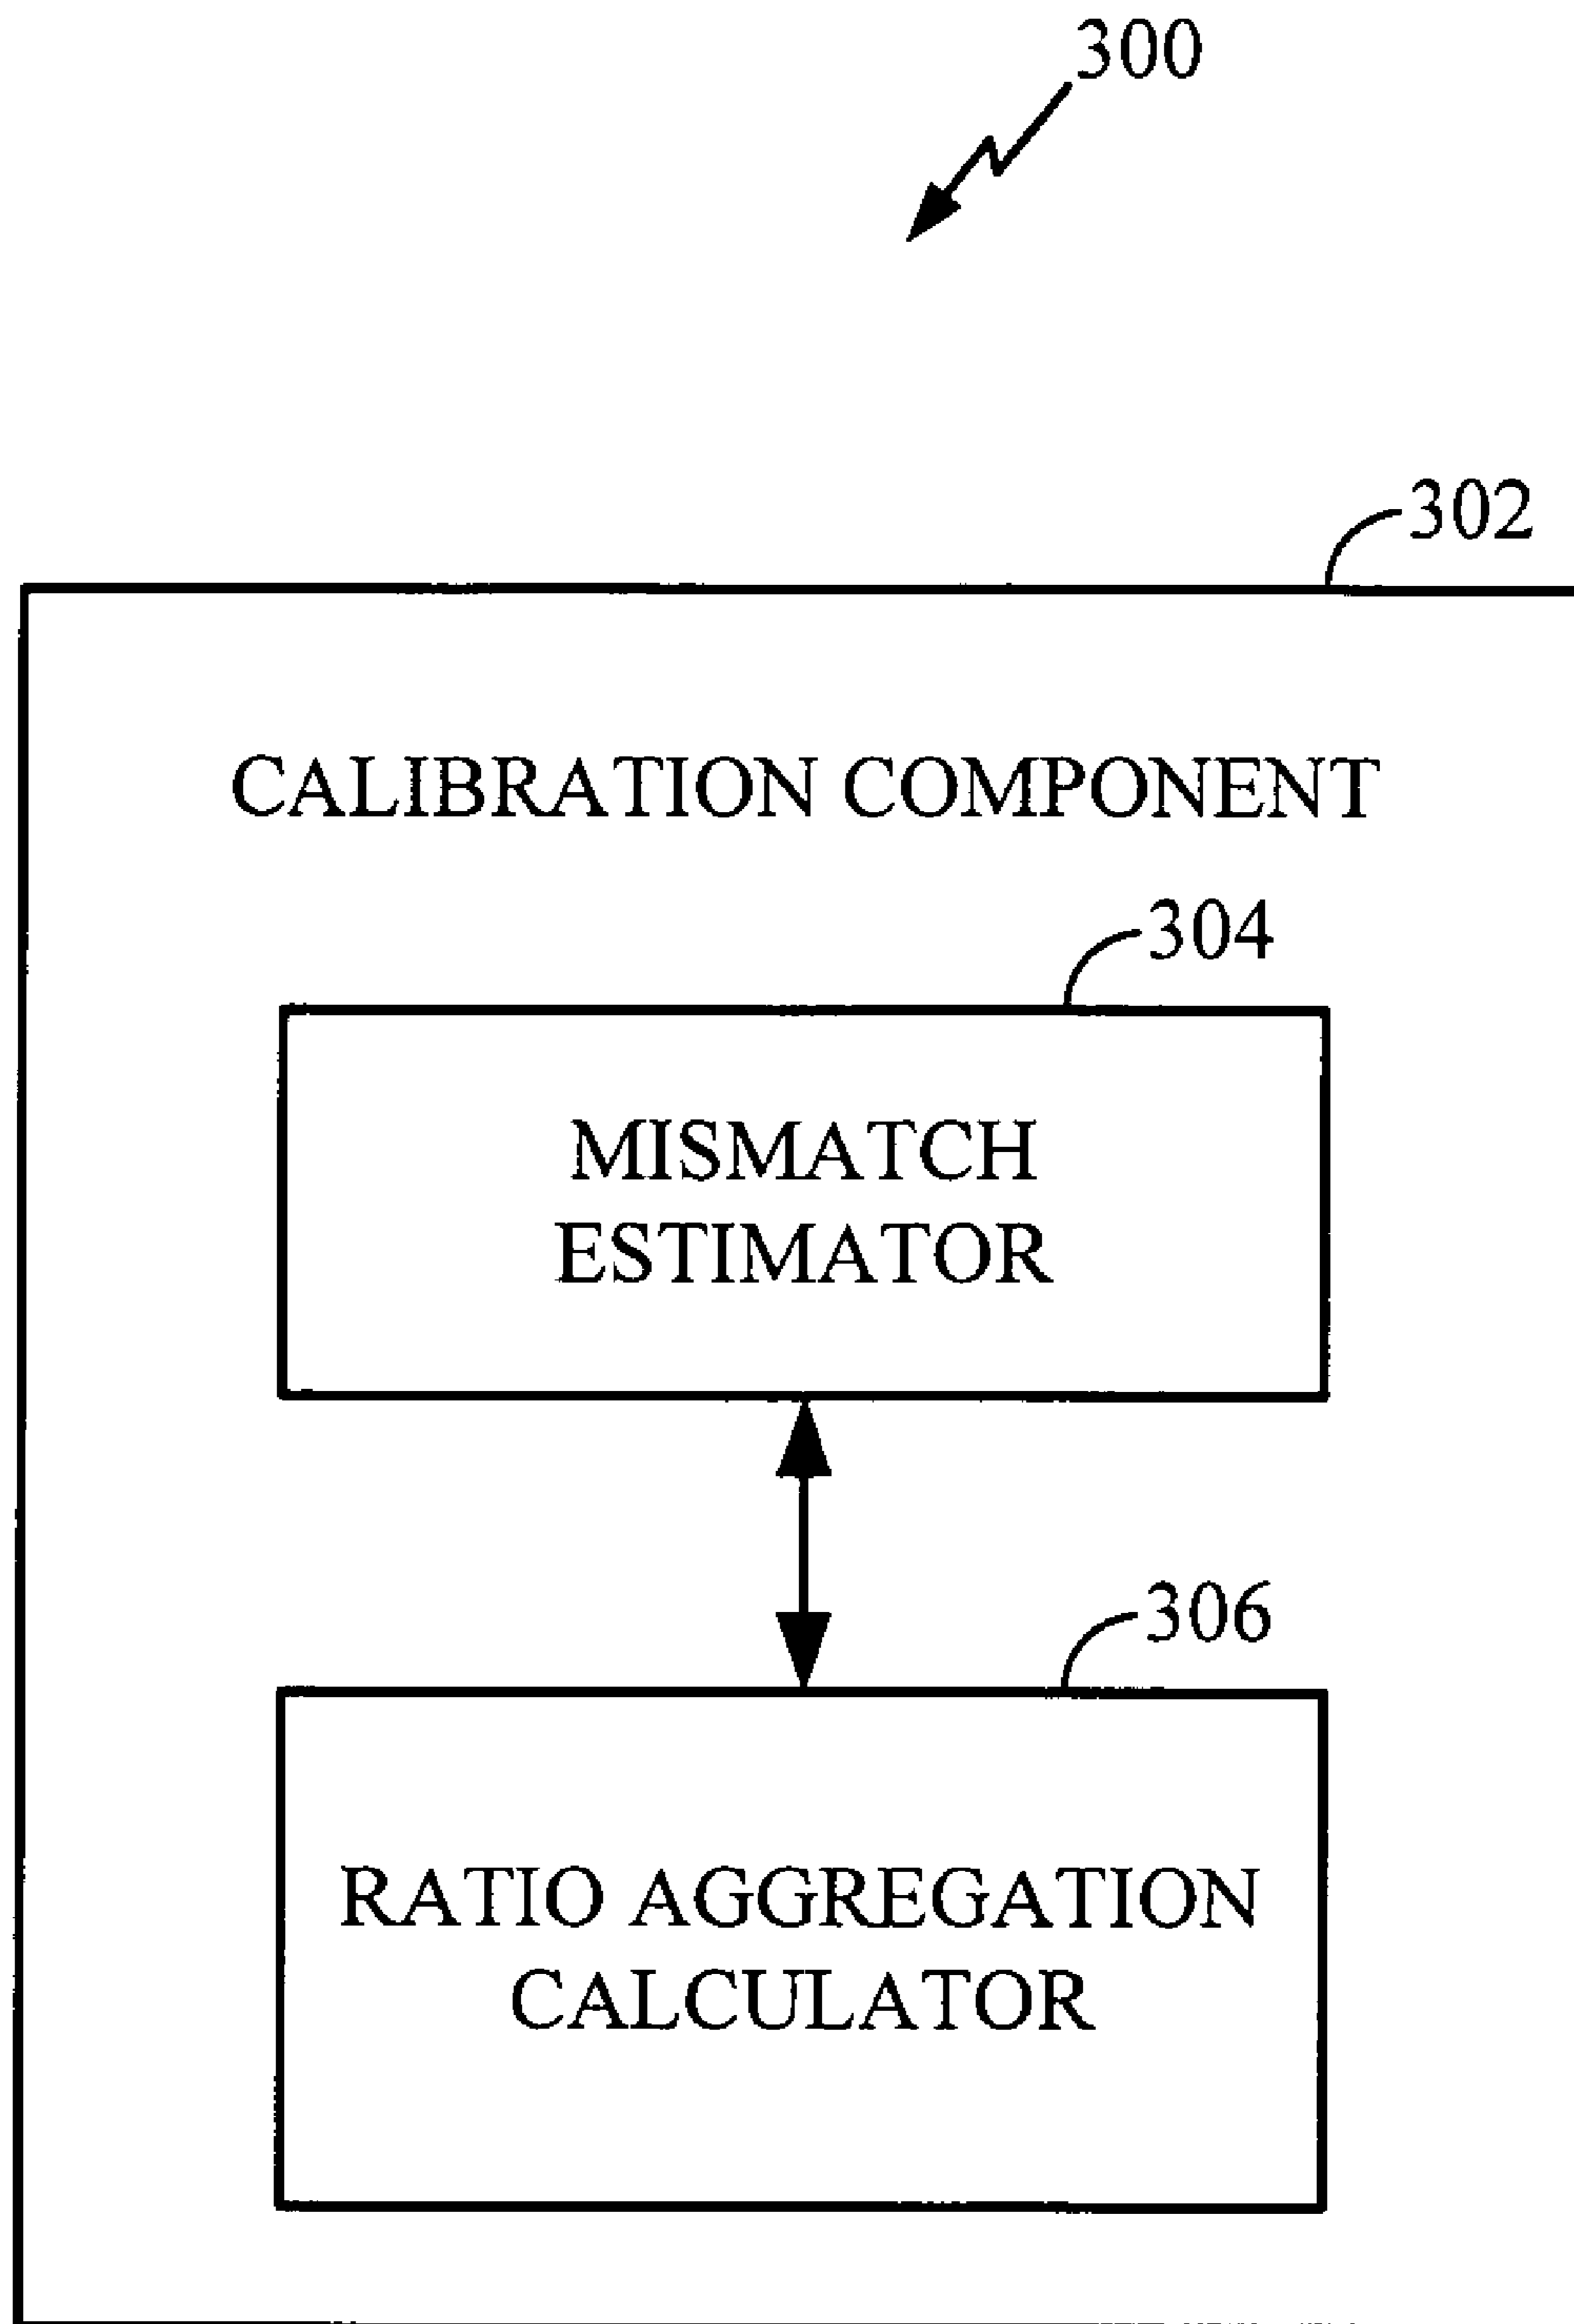 300
302
CALIBRATION COMPONENT
304
MISMATCH
ESTIMATOR
306
RATIO AGGREGATION
CALCULATOR